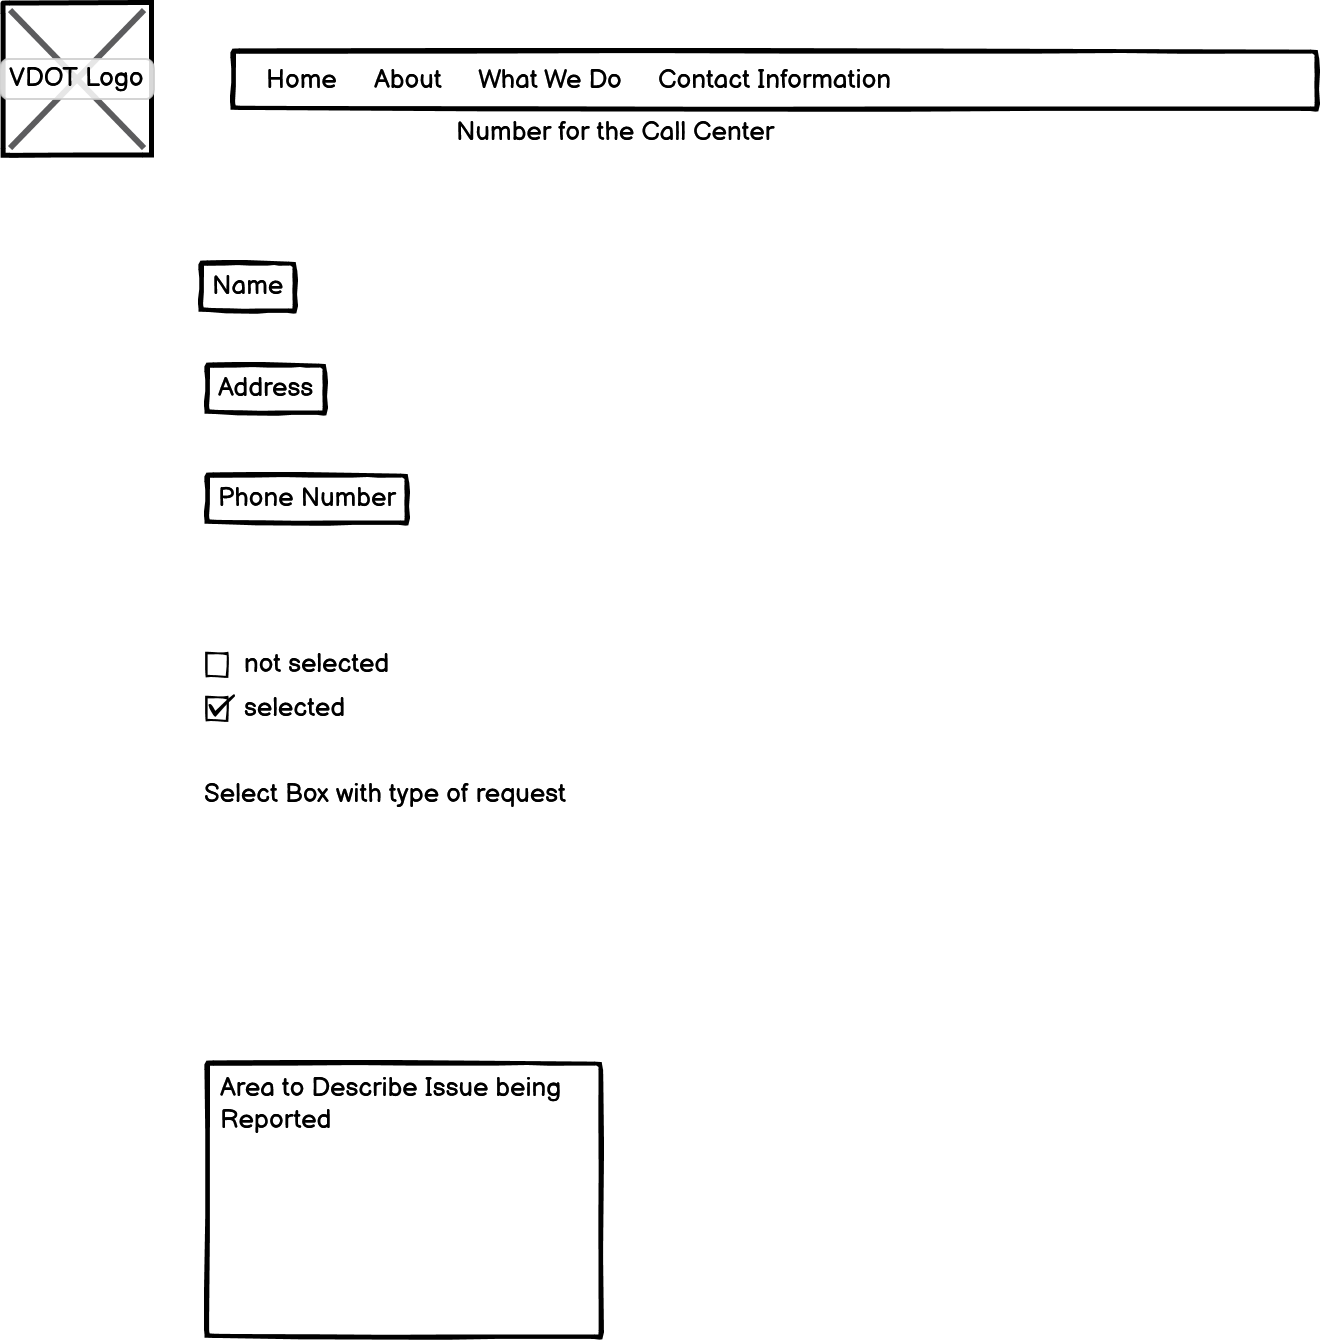 VDOT Logo
Home About What We Do Contact Information
Number for the Call Center
Name
Address
Phone Number
not selected
selected
Select Box with type of request
Area to Describe Issue being
Reported